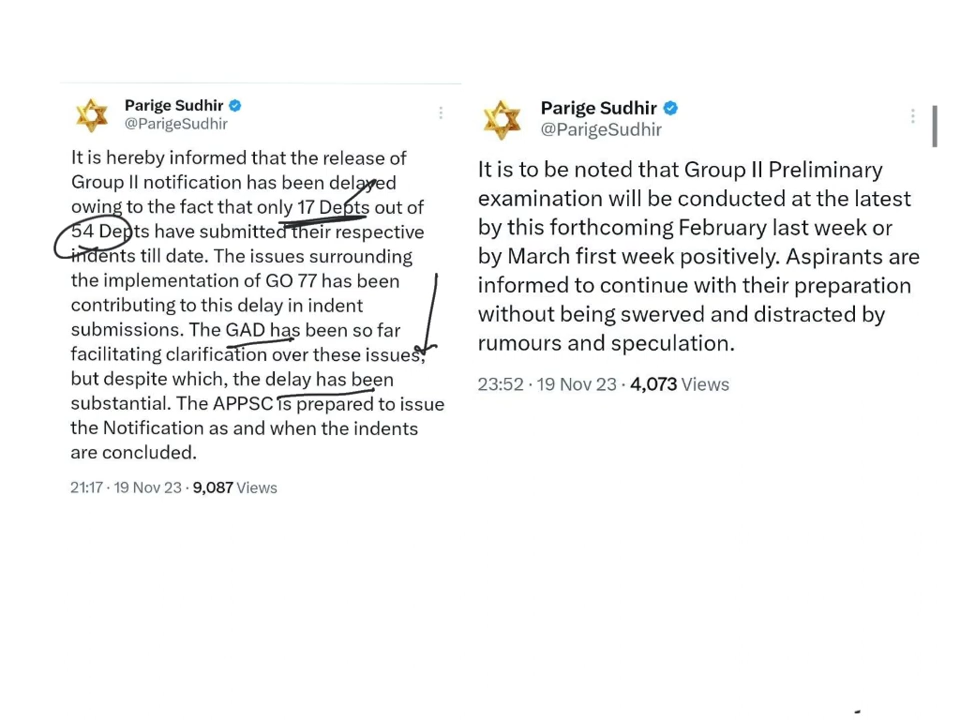 Parige Sudhir
@ParigeSudhir
It is hereby informed that the release of
Group II notification has been delayed
owing to the fact that only 17 Depts out of
54 Depts have submitted their respective
indents till date. The issues surrounding
the implementation of GO 77 has been
contributing to this delay in indent
submissions. The GAD has been so far
facilitating clarification over these issues,
but despite which, the delay has been
substantial. The APPSC is prepared to issue
the Notification as and when the indents
are concluded.
21:17 · 19 Nov 23 · 9,087 Views
Parige Sudhir
@ParigeSudhir
It is to be noted that Group II Preliminary
examination will be conducted at the latest
by this forthcoming February last week or
by March first week positively. Aspirants are
informed to continue with their preparation
without being swerved and distracted by
rumours and speculation.
23:52 · 19 Nov 23 · 4,073 Views